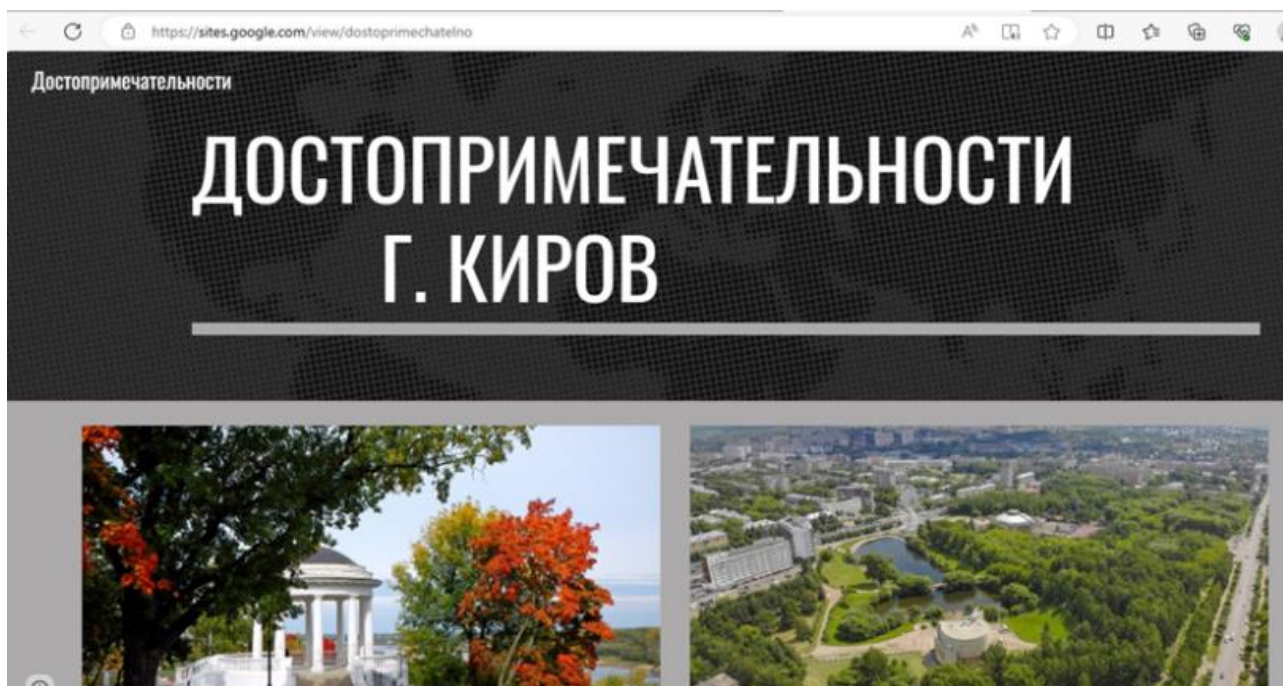 https://sites.google.com/view/dostoprimechatelno
Достопримечательности
ДОСТОПРИМЕЧАТЕЛЬНОСТИ
Г. КИРОВ